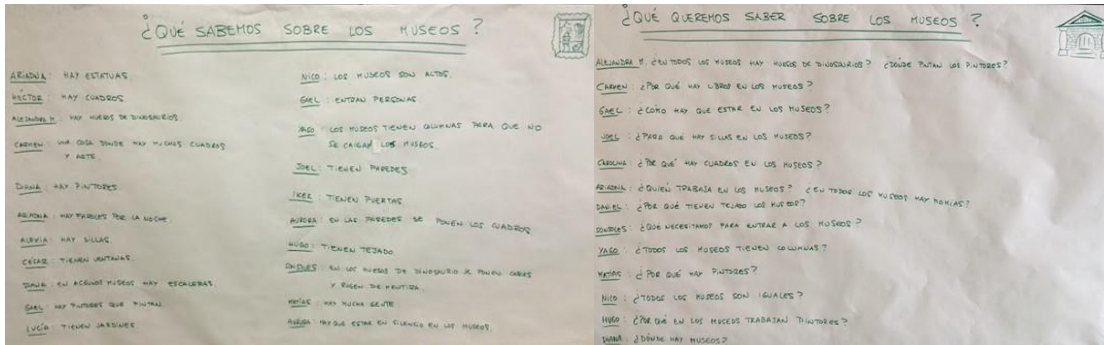 ¿QUÉ SABEMOS SOBRE LOS MUSEOS?
ARIADNA: HAY ESTATUAS.
HÉCTOR: HAY CUADROS
ALEJANDRA M.: HAY HUESOS DE DINOSAURIOS.
CARMEN: UNA COSA DONDE HAY MUCHOS CUADROS
Y ARTE.
DIANA: HAY PINTORES.
ARIADNA: HAY FAROLES POR LA NOCHE
ALEXIA: HAY SILLAS.
CÉSAR: TIENEN VENTANAS.
DIANA: EN ALGUNOS MUSEOS HAY ESCALERAS.
GAEL: HAY PINTORES QUE PINTAN.
LUCÍA: TIENEN JARDINES.
NICO: LOS MUSEOS SON ALTOS.
GAEL: ENTRAN PERSONAS.
YAGO: LOS MUSEOS TIENEN COLUMNAS PARA QUE NO
SE CAIGAN LOS MUSEOS.
JOEL: TIENEN PAREDES
IKER: TIENEN PUERTAS.
AURORA: EN LAS PAREDES SE PONEN LOS CUADROS.
HUGO: TIENEN TEJADO
EN LOS HUESOS DE DINOSAURIO SE PONEN
Y DE MENTIRA.
MATÍAS: HAY MUCHA GENTE
AURORA: HAY QUE ESTAR EN SILENCIO EN LOS MUSEOS.
¿QUÉ QUEREMOS SABER SOBRE LOS MUSEOS?
ALEJANDRA M.: ¿EN TODOS LOS MUSEOS HAY HUESOS DE DINOSAURIOS? ¿DÓNDE PINTAN LOS PINTORES?
CARMEN: ¿POR QUÉ HAY LIBROS EN LOS MUSEOS?
GAEL: ¿CÓMO HAY QUE ESTAR EN LOS MUSEOS?
JOEL: ¿PARA QUÉ HAY SILLAS EN LOS MUSEOS?
CAROLINA: ¿POR QUÉ HAY CUADROS EN LOS MUSEOS?
ARIADNA: ¿QUIÉN TRABAJA EN LOS MUSEOS? ¿EN TODOS LOS MUSEOS HAY MOMIAS?
DANIEL: ¿POR QUÉ TIENEN TEJADO LOS MUSEOS?
¿QUÉ NECESITAMOS PARA ENTRAR A LOS MUSEOS?
YAGO: ¿TODOS LOS MUSEOS TIENEN COLUMNAS?
MATÍAS: ¿POR QUÉ HAY PINTORES?
NICO: ¿TODOS LOS MUSEOS SON IGUALES?
HUGO: ¿POR QUÉ EN LOS MUSEOS TRABAJAN PINTORES?
DIANA: ¿DÓNDE HAY MUSEOS?